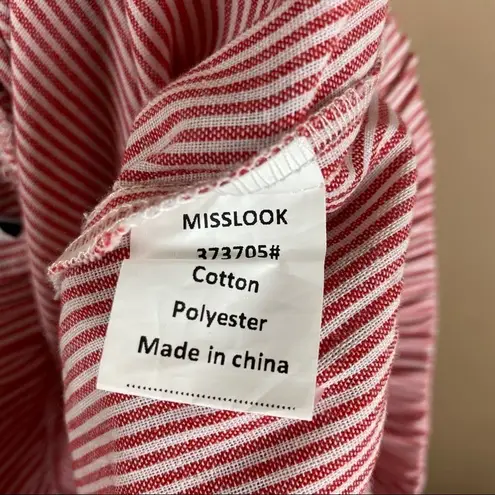 MISSLOOK
373705#
Cotton
Polyester
Made in china